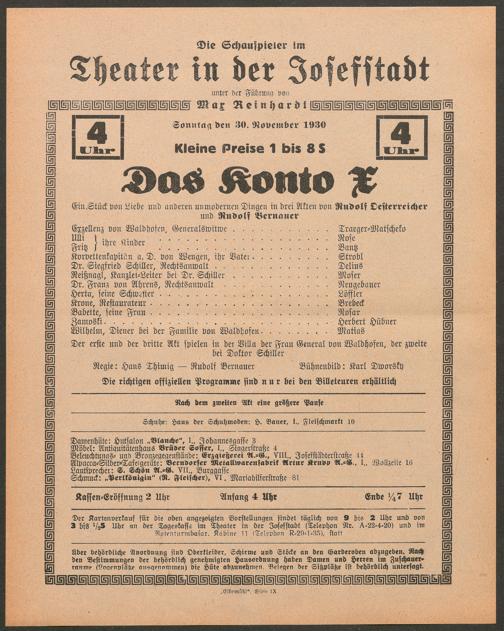 Die Schauspieler im
Theater in der Josefstadt
unter der Führung von
Max Reinhardt
Sonntag den 30. November 1930
4 Uhr
Kleine Preise 1 bis 8 S
4 Uhr
Das Konto X
Ein Stück von Liebe und anderen unmodernen Dingen in drei Akten von Rudolf Oesterreicher
und Rudolf Bernauer
Exzellenz von Waldhofen, Generalswitwe Traeger-Matscheko
Ulli } ihre Kinder Rose
Fritz } Bantz
Korvettenkapitän a. D. von Wengen, ihr Vater Strobl
Dr. Siegfried Schiller, Rechtsanwalt Delius
Reißnagl, Kanzlei-Leiter bei Dr. Schiller Moser
Dr. Franz von Ahrens, Rechtsanwalt Neugebauer
Herta, seine Schwester Löffler
Krone, Restaurateur Brebeck
Babette, seine Frau Rosar
Zamoski Herbert Hübner
Wilhelm, Diener bei der Familie von Waldhofen Matias
Der erste und der dritte Akt spielen in der Villa der Frau General von Waldhofen, der zweite
bei Doktor Schiller
Regie: Hans Thimig — Rudolf Bernauer Bühnenbild: Karl Dworsky
Die richtigen offiziellen Programme sind nur bei den Billeteuren erhältlich
Nach dem zweiten Akt eine größere Pause
Schuhe: Haus der Schuhmoden: H. Bauer, I., Fleischmarkt 10
Damenhüte: Hutsalon „Blanche“, I., Johannesgasse 3
Möbel: Antiquitätenhaus Brüder Soffer, I., Singerstraße 4
Beleuchtungs- und Bronzegegenstände: Erzgießerei A.-G., VIII., Josefstädterstraße 44
Alpacca-Silber-Tafelgeräte: Berndorfer Metallwarenfabrik Artur Krupp A.-G., I., Wollzeile 16
Lautsprecher: S. Schön A.-G., VII., Burggasse
Schmuck: „Perlkönigin“ (R. Fleischer), VI., Mariahilferstraße 81
Kassen-Eröffnung 2 Uhr Anfang 4 Uhr Ende ¼7 Uhr
Der Kartenverkauf für die oben angezeigten Vorstellungen findet täglich von 9 bis 2 Uhr und von
3 bis ½5 Uhr an der Tageskasse im Theater in der Josefstadt (Telephon Nr. A-22-4-20) und im
Rotenturmbasar, Kabine 11 (Telephon R-29-1-35), statt
Über behördliche Anordnung sind Oberkleider, Schirme und Stöcke an den Garderoben abzugeben. Nach
den Bestimmungen der behördlich genehmigten Hausordnung haben Damen und Herren im Zuschauer-
raume (Logenplätze ausgenommen) die Hüte abzunehmen. Belegen der Sitzplätze ist behördlich untersagt.
„Elbemühl“, Wien IX